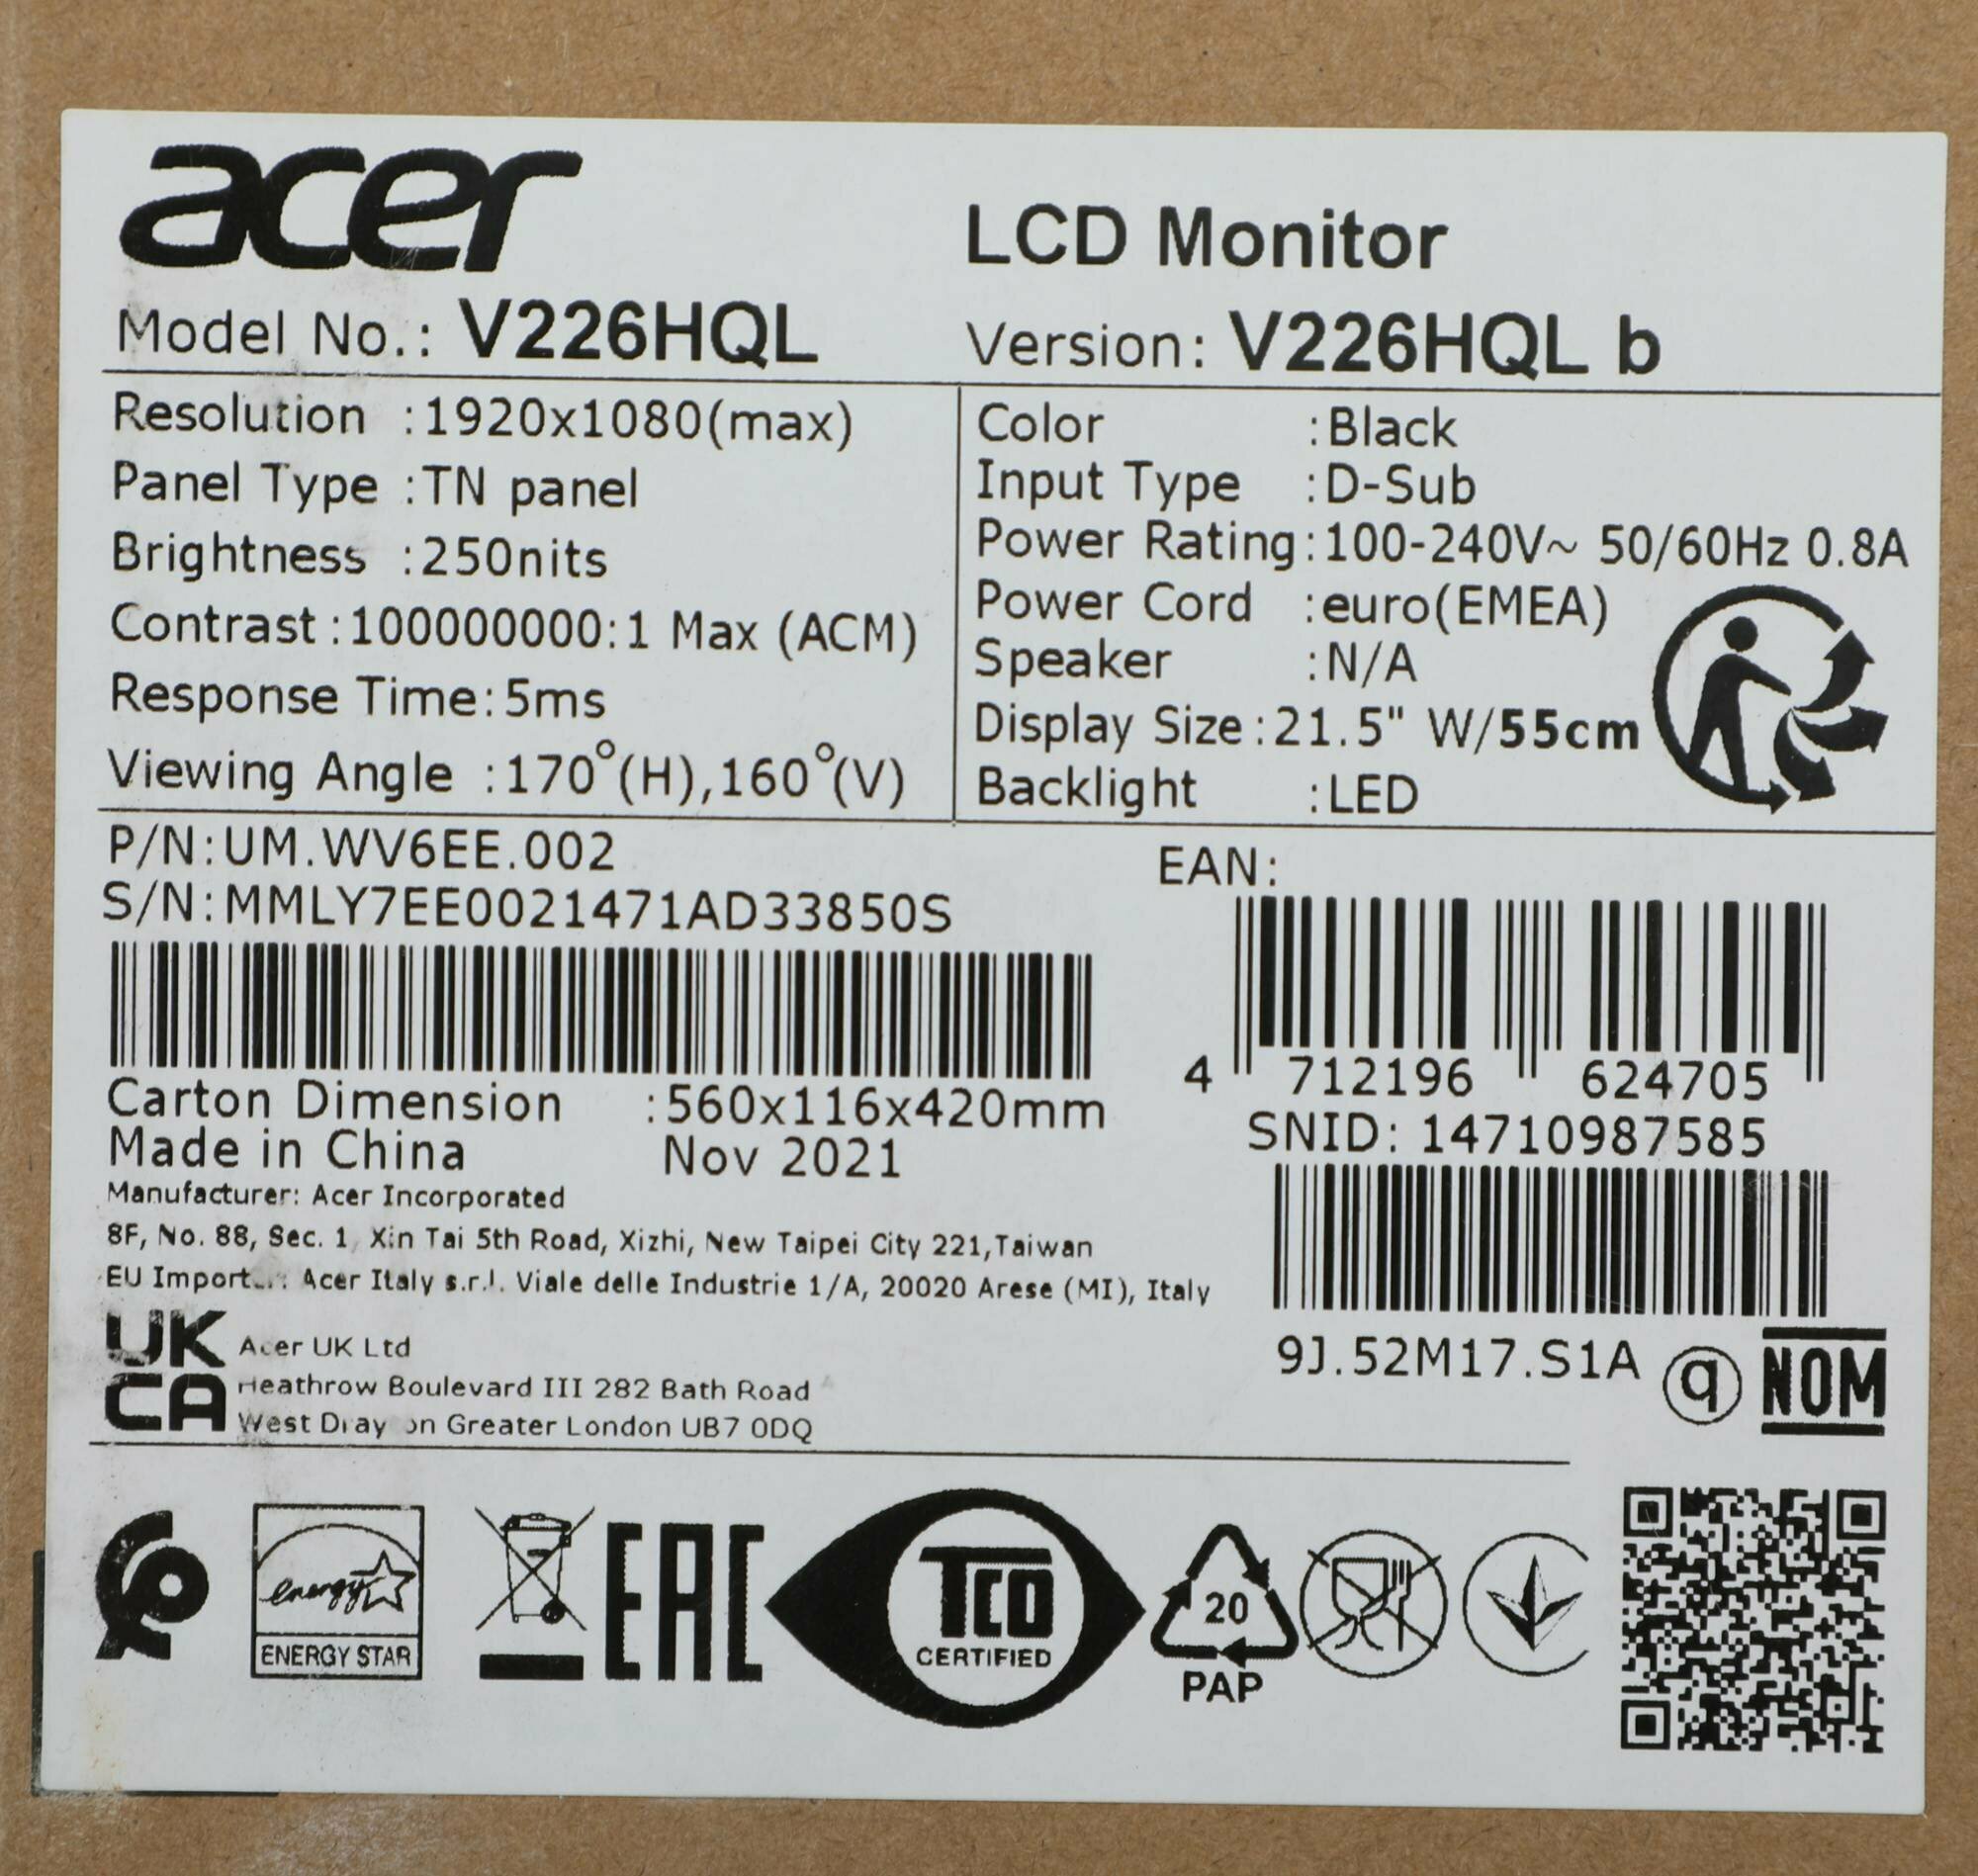 acer
LCD Monitor
Model No.: V226HQL
Version: V226HQL b
Resolution :1920x1080(max)
Panel Type :TN panel
Brightness :250nits
Contrast :100000000:1 Max (ACM)
Response Time:5ms
Viewing Angle :170°(H),160°(V)
Color :Black
Input Type :D-Sub
Power Rating:100-240V~ 50/60Hz 0.8A
Power Cord :euro(EMEA)
Speaker :N/A
Display Size :21.5" W/55cm
Backlight :LED
P/N:UM.WV6EE.002
S/N:MMLY7EE0021471AD33850S
Carton Dimension :560x116x420mm
Made in China Nov 2021
Manufacturer: Acer Incorporated
8F, No. 88, Sec. 1, Xin Tai 5th Road, Xizhi, New Taipei City 221,Taiwan
EU Importer: Acer Italy s.r.l. Viale delle Industrie 1/A, 20020 Arese (MI), Italy
UK
CA
Acer UK Ltd
Heathrow Boulevard III 282 Bath Road
West Drayton Greater London UB7 0DQ
EAN:
4 712196 624705
SNID: 14710987585
9J.52M17.S1A
q
NOM
energy
ENERGY STAR
EAC
TCO
CERTIFIED
20
PAP